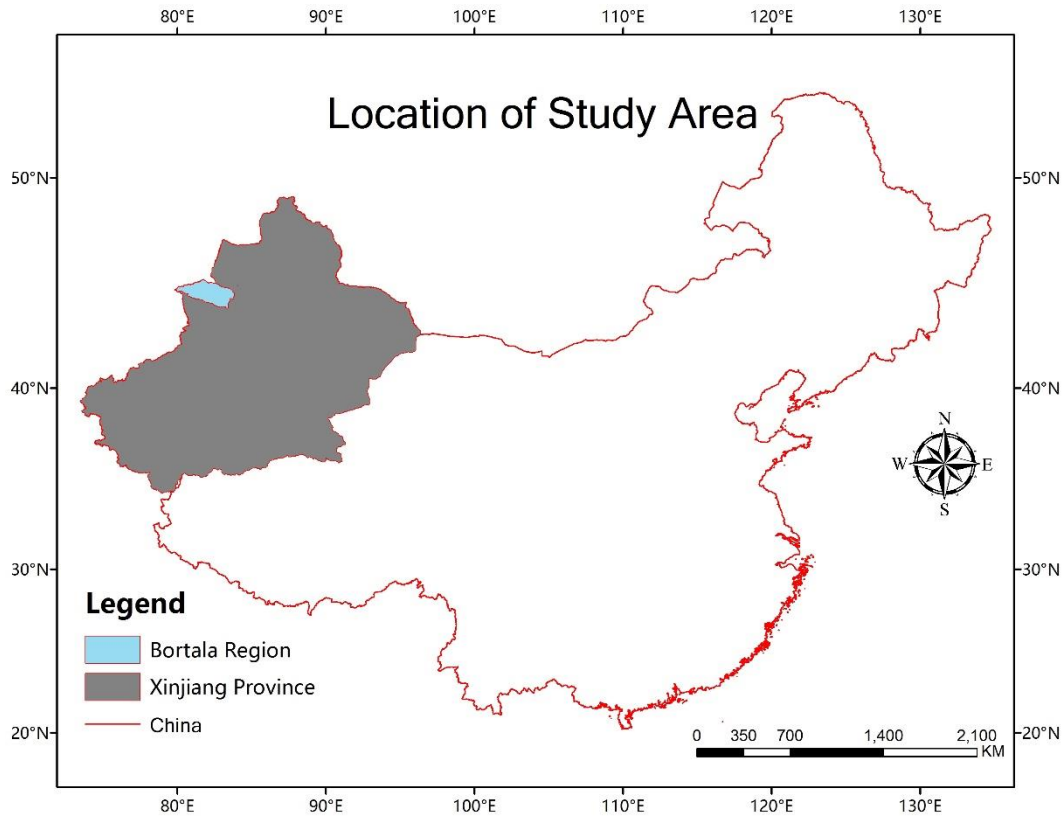 80°E 90°E 100°E 110°E 120°E 130°E
Location of Study Area
50°N 50°N
40°N 40°N
N
W E
S
30°N 30°N
Legend
Bortala Region
Xinjiang Province
China
20°N 20°N
0 350 700 1,400 2,100
KM
80°E 90°E 100°E 110°E 120°E 130°E